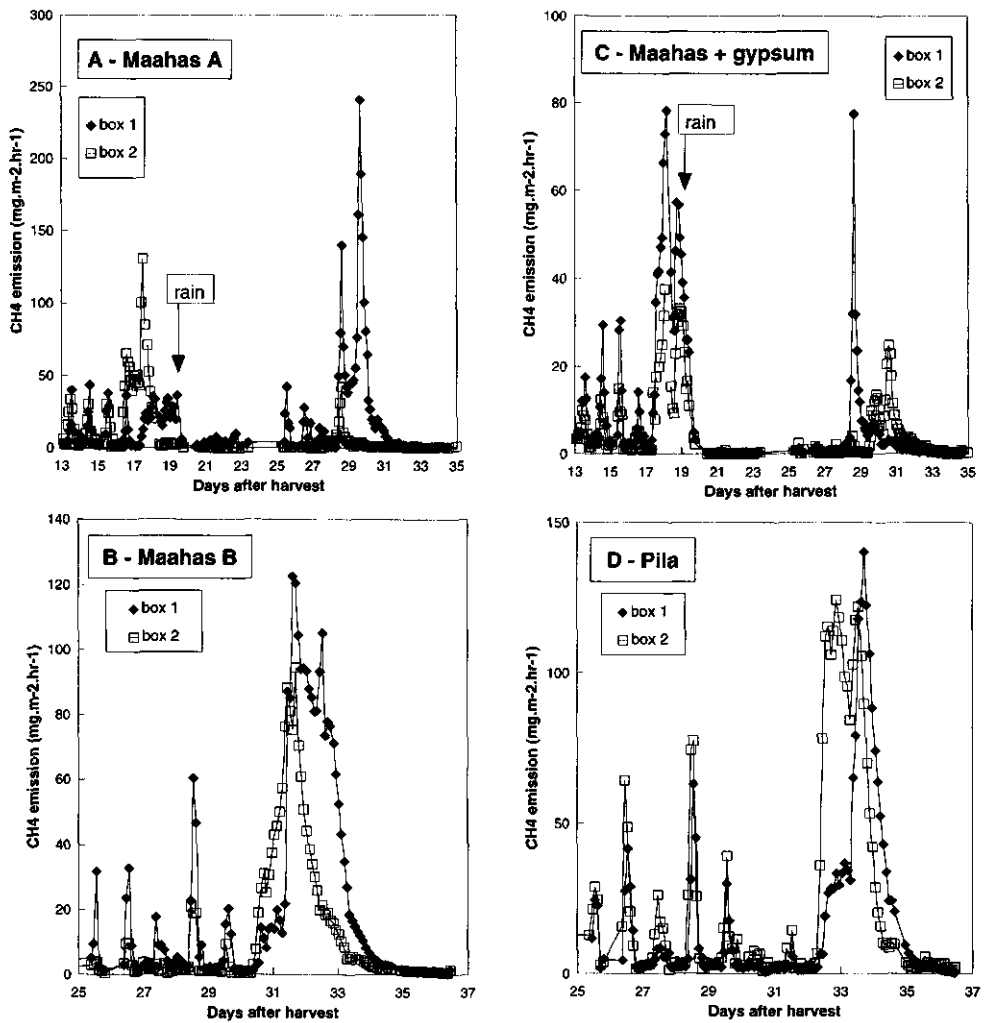 A - Maahas A
box 1
box 2
rain
CH4 emission (mg.m-2.hr-1)
300
250
200
150
100
50
0
13 15 17 19 21 23 25 27 29 31 33 35
Days after harvest
C - Maahas + gypsum
box 1
box 2
rain
CH4 emission (mg.m-2.hr-1)
100
80
60
40
20
0
13 15 17 19 21 23 25 27 29 31 33 35
Days after harvest
B - Maahas B
box 1
box 2
CH4 emission (mg.m-2.hr-1)
140
120
100
80
60
40
20
0
25 27 29 31 33 35 37
Days after harvest
D - Pila
box 1
box 2
CH4 emission (mg.m-2.hr-1)
150
100
50
0
25 27 29 31 33 35 37
Days after harvest